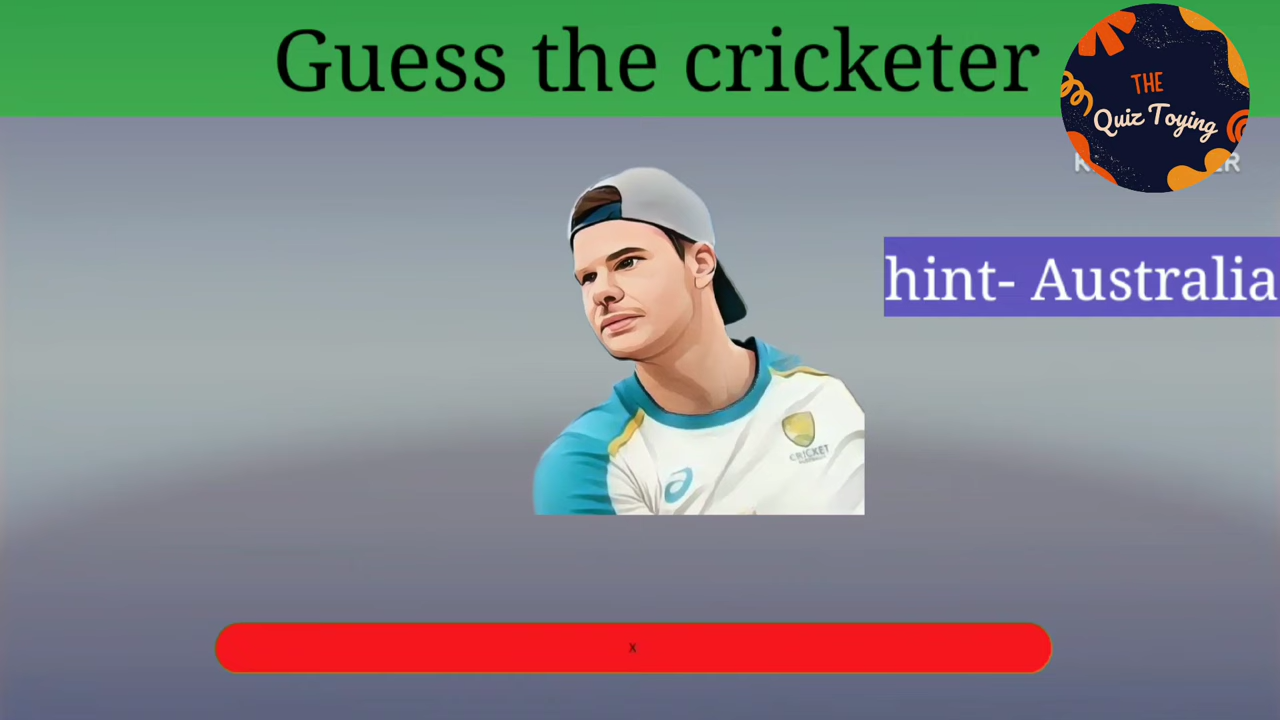 Guess the cricketer
THE
Quiz Toying
hint- Australia
CRICKET
x